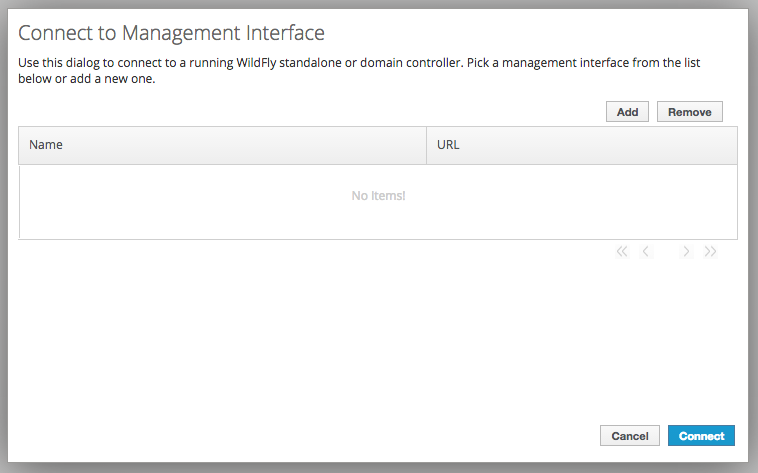 Connect to Management Interface
Use this dialog to connect to a running WildFly standalone or domain controller. Pick a management interface from the list
below or add a new one.
Add Remove
Name URL
No Items!
Cancel Connect